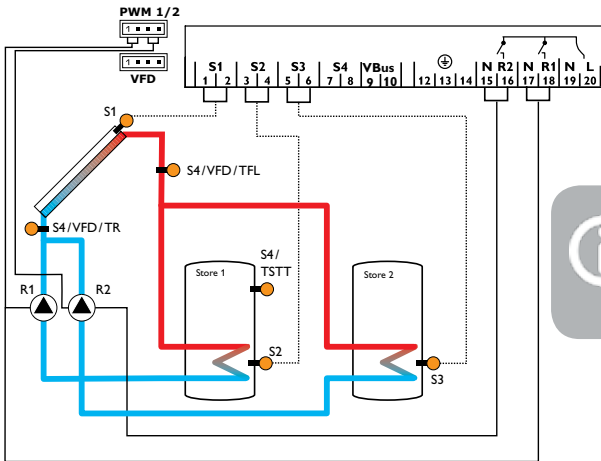 PWM 1/2
1
VFD
1
S1 S2 S3 S4 VBus N R2 N R1 N L
1 2 3 4 5 6 7 8 9 10 12 13 14 15 16 17 18 19 20
S1
S4/VFD/TFL
S4/VFD/TR
R1
R2
Store 1
S4/
TSTT
S2
Store 2
S3